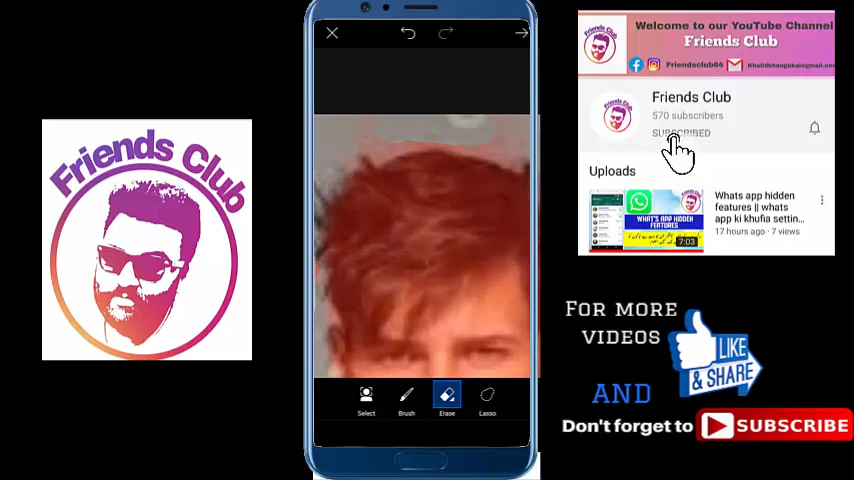 Friends Club
Select
Brush
Erase
Lasso
Welcome to our YouTube Channel
Friends Club
Friendsclub64
Friends Club
570 subscribers
SUBSCRIBED
Uploads
WHAT'S APP HIDDEN
FEATURES
7:03
Whats app hidden
features || whats
app ki khufia settin...
17 hours ago · 7 views
FOR MORE
VIDEOS
LIKE
& SHARE
AND
Don't forget to
SUBSCRIBE